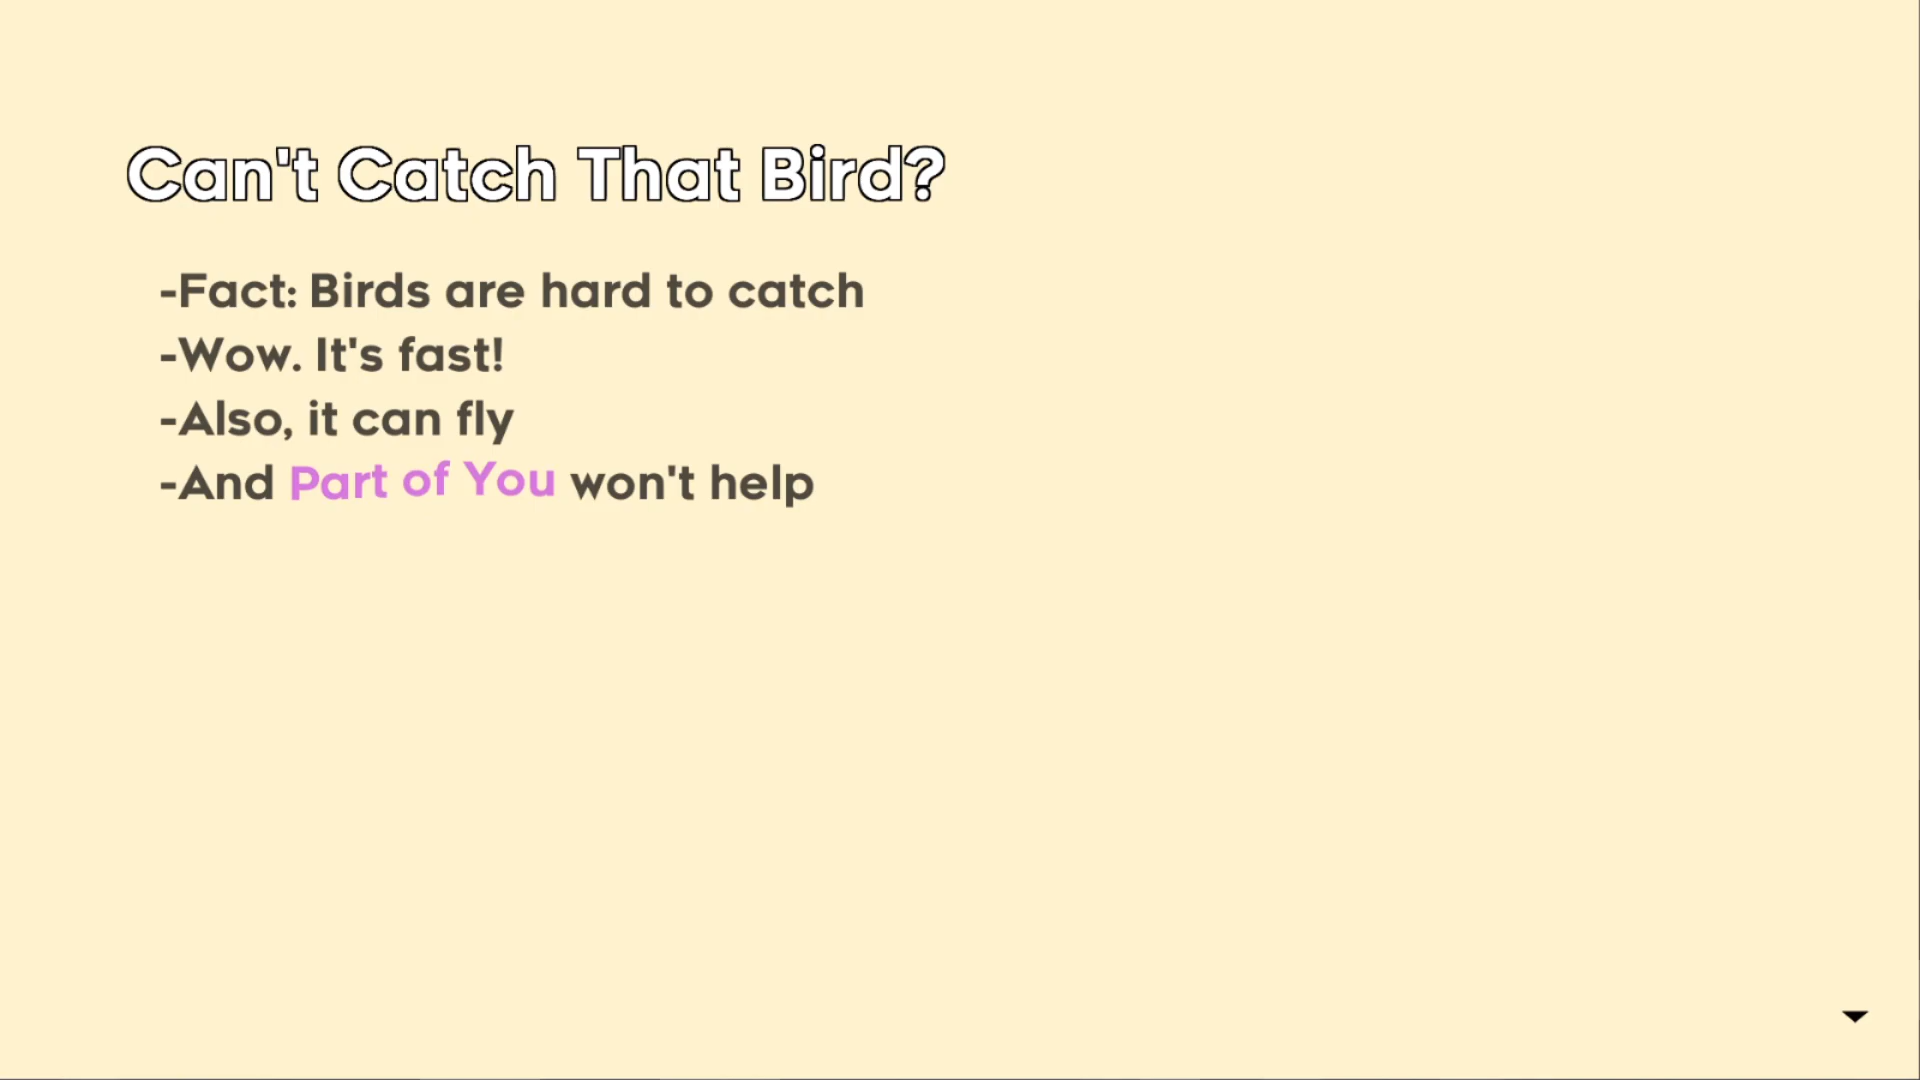 Can't Catch That Bird?
-Fact: Birds are hard to catch
-Wow. It's fast!
-Also, it can fly
-And Part of You won't help